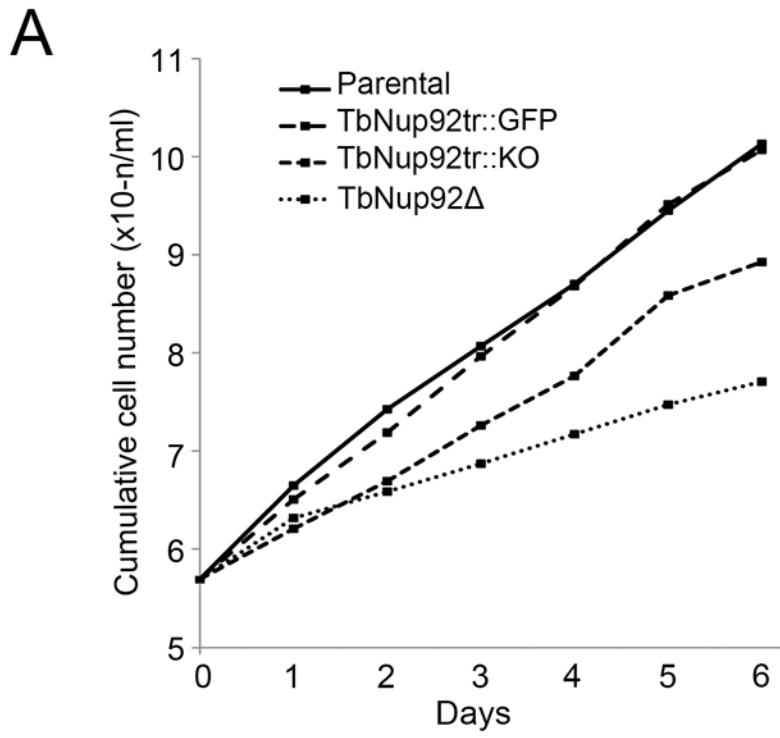 A
11
10
9
8
7
6
5
Cumulative cell number (x10-n/ml)
Parental
TbNup92tr::GFP
TbNup92tr::KO
TbNup92Δ
0 1 2 3 4 5 6
Days